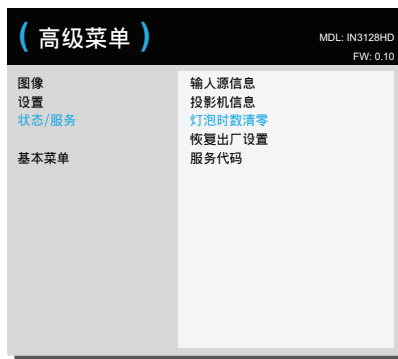 ( 高级菜单 )
MDL: IN3128HD
FW: 0.10
图像
设置
状态/服务
基本菜单
输入源信息
投影机信息
灯泡时数清零
恢复出厂设置
服务代码